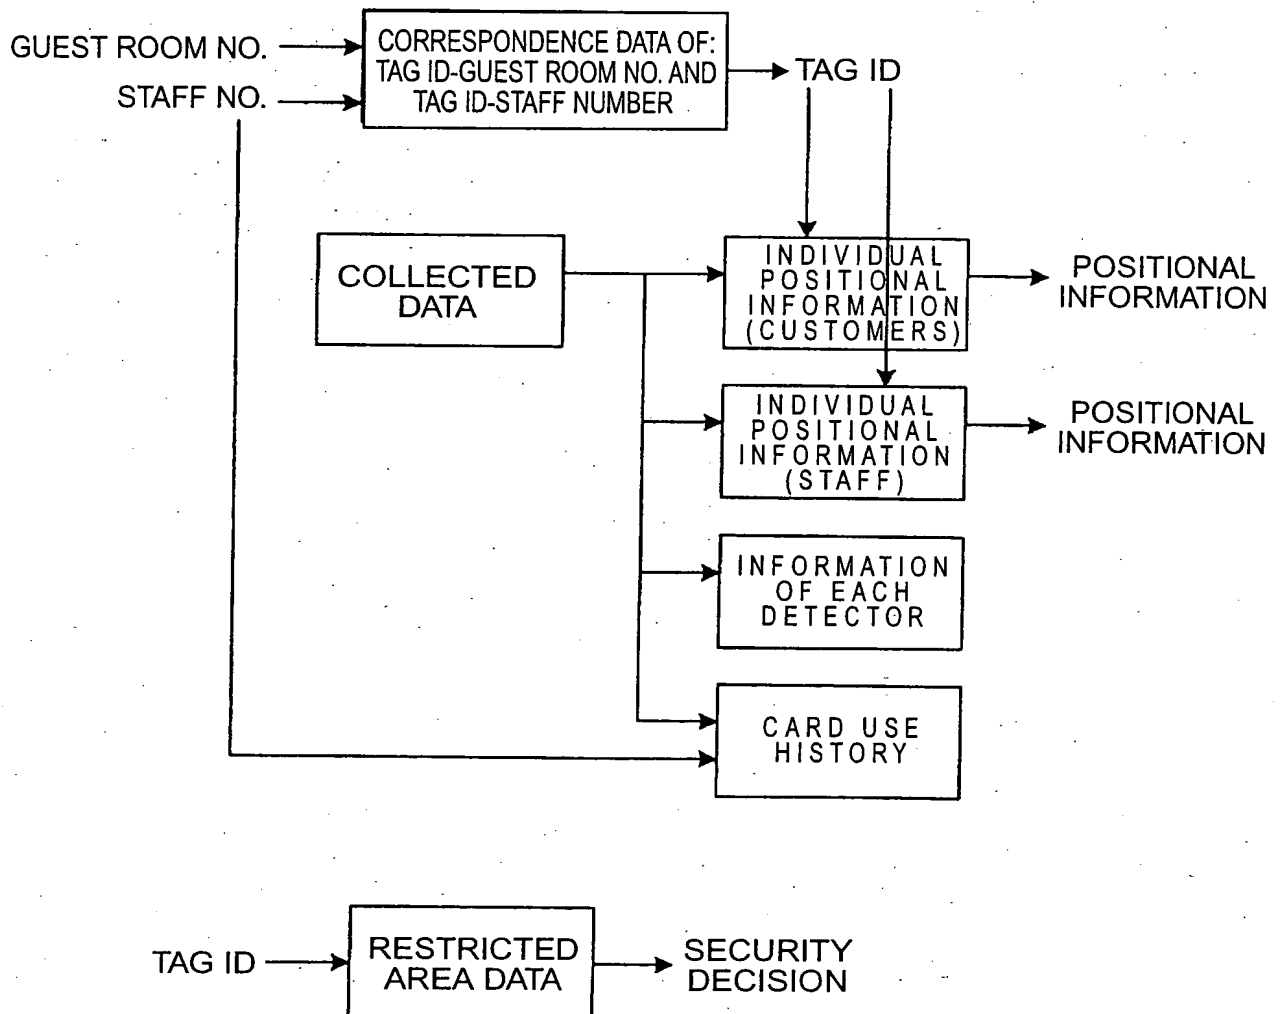 GUEST ROOM NO.
STAFF NO.
CORRESPONDENCE DATA OF:
TAG ID-GUEST ROOM NO. AND
TAG ID-STAFF NUMBER
TAG ID
COLLECTED
DATA
INDIVIDUAL
POSITIONAL
INFORMATION
(CUSTOMERS)
POSITIONAL
INFORMATION
INDIVIDUAL
POSITIONAL
INFORMATION
(STAFF)
POSITIONAL
INFORMATION
INFORMATION
OF EACH
DETECTOR
CARD USE
HISTORY
TAG ID
RESTRICTED
AREA DATA
SECURITY
DECISION